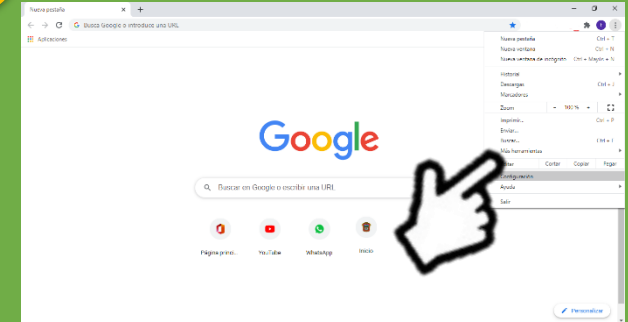 Nueva pestaña
Busca Google o introduce una URL
Aplicaciones
Nueva pestaña Ctrl + T
Nueva ventana Ctrl + N
Nueva ventana de incógnito Ctrl + Mayús + N
Historial
Descargas Ctrl + J
Marcadores
Zoom - 100 % +
Imprimir... Ctrl + P
Enviar...
Buscar... Ctrl + F
Más herramientas
Cortar Copiar Pegar
Configuración
Ayuda
Salir
Google
Buscar en Google o escribir una URL
Página princi...
YouTube
WhatsApp
Inicio
Personalizar